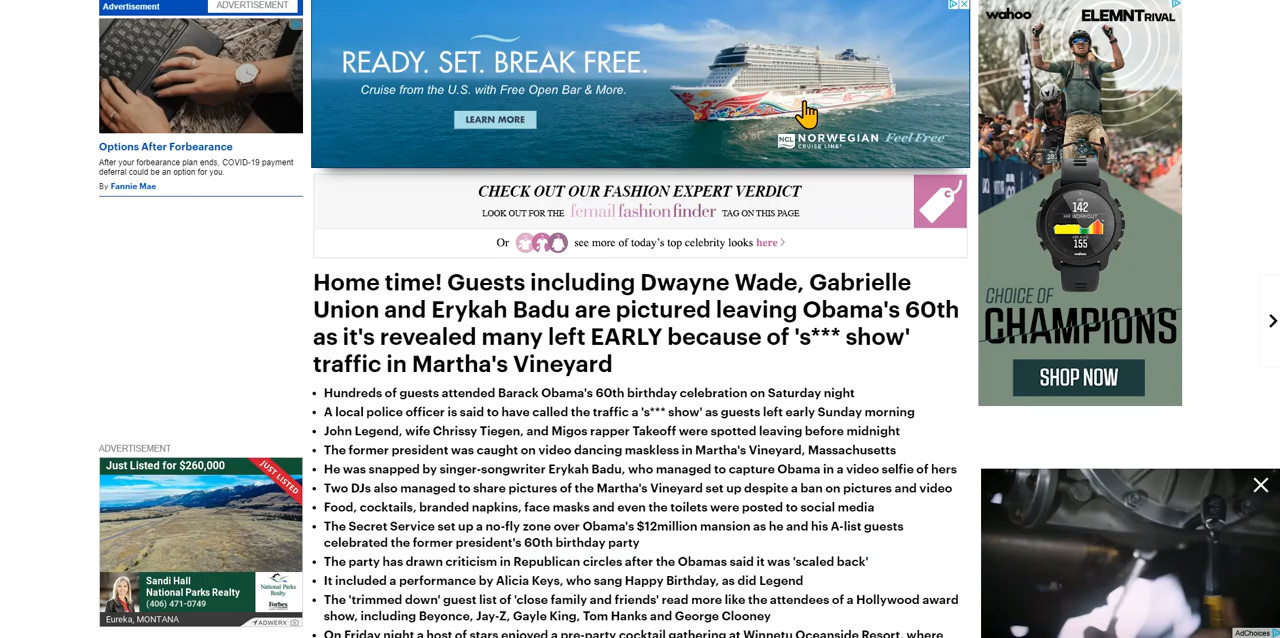 Advertisement
ADVERTISEMENT
Options After Forbearance
After your forbearance plan ends, COVID-19 payment
deferral could be an option for you.
By Fannie Mae
ADVERTISEMENT
Just Listed for $260,000
JUST LISTED
Sandi Hall
National Parks Realty
(406) 471-0749
National Parks
Realty
Forbes
Eureka, MONTANA
ADWERX
READY. SET. BREAK FREE.
Cruise from the U.S. with Free Open Bar & More.
LEARN MORE
NCL NORWEGIAN
CRUISE LINE
Feel Free
CHECK OUT OUR FASHION EXPERT VERDICT
LOOK OUT FOR THE femail fashion finder TAG ON THIS PAGE
Or see more of today's top celebrity looks here >
Home time! Guests including Dwayne Wade, Gabrielle
Union and Erykah Badu are pictured leaving Obama's 60th
as it's revealed many left EARLY because of 's*** show'
traffic in Martha's Vineyard
• Hundreds of guests attended Barack Obama's 60th birthday celebration on Saturday night
• A local police officer is said to have called the traffic a 's*** show' as guests left early Sunday morning
• John Legend, wife Chrissy Tiegen, and Migos rapper Takeoff were spotted leaving before midnight
• The former president was caught on video dancing maskless in Martha's Vineyard, Massachusetts
• He was snapped by singer-songwriter Erykah Badu, who managed to capture Obama in a video selfie of hers
• Two DJs also managed to share pictures of the Martha's Vineyard set up despite a ban on pictures and video
• Food, cocktails, branded napkins, face masks and even the toilets were posted to social media
• The Secret Service set up a no-fly zone over Obama's $12million mansion as he and his A-list guests
celebrated the former president's 60th birthday party
• The party has drawn criticism in Republican circles after the Obamas said it was 'scaled back'
• It included a performance by Alicia Keys, who sang Happy Birthday, as did Legend
• The 'trimmed down' guest list of 'close family and friends' read more like the attendees of a Hollywood award
show, including Beyonce, Jay-Z, Gayle King, Tom Hanks and George Clooney
• On Friday night a host of stars enjoyed a pre-party cocktail gathering at Winnetu Oceanside Resort, where
wahoo ELEMNT RIVAL
142
HR WORKOUT
155
wahoo
CHOICE OF
CHAMPIONS
SHOP NOW
AdChoices